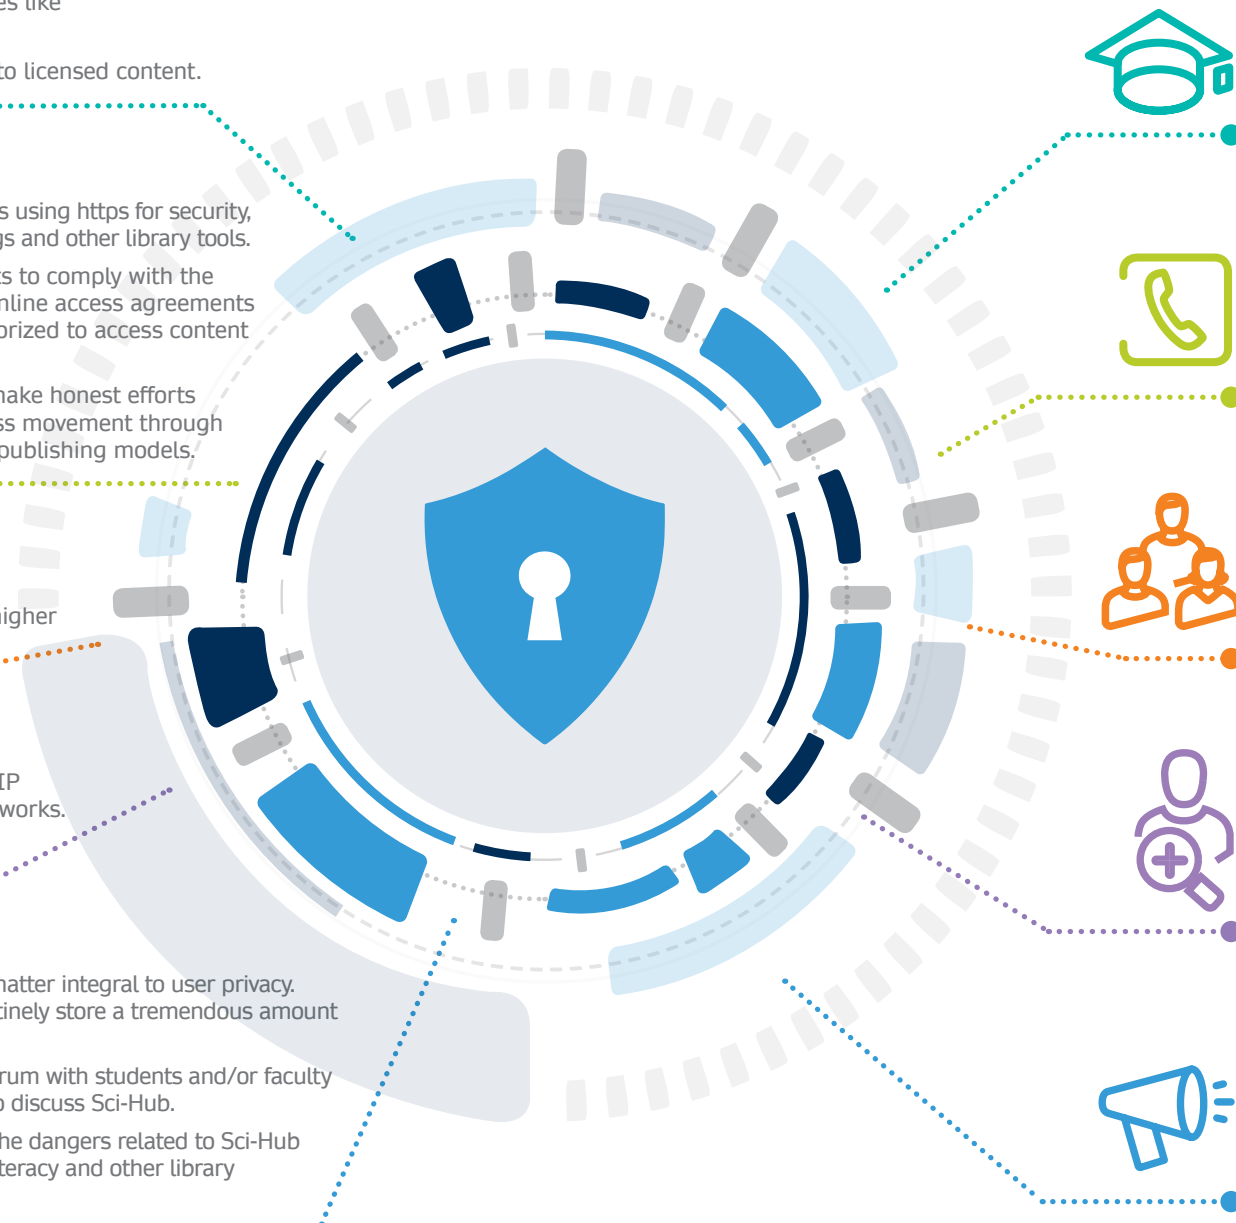 es like
to licensed content.
s using https for security,
gs and other library tools.
ts to comply with the
nline access agreements
orized to access content
make honest efforts
ss movement through
publishing models.
higher
IP
works.
matter integral to user privacy.
tinely store a tremendous amount
rum with students and/or faculty
o discuss Sci-Hub.
he dangers related to Sci-Hub
teracy and other library